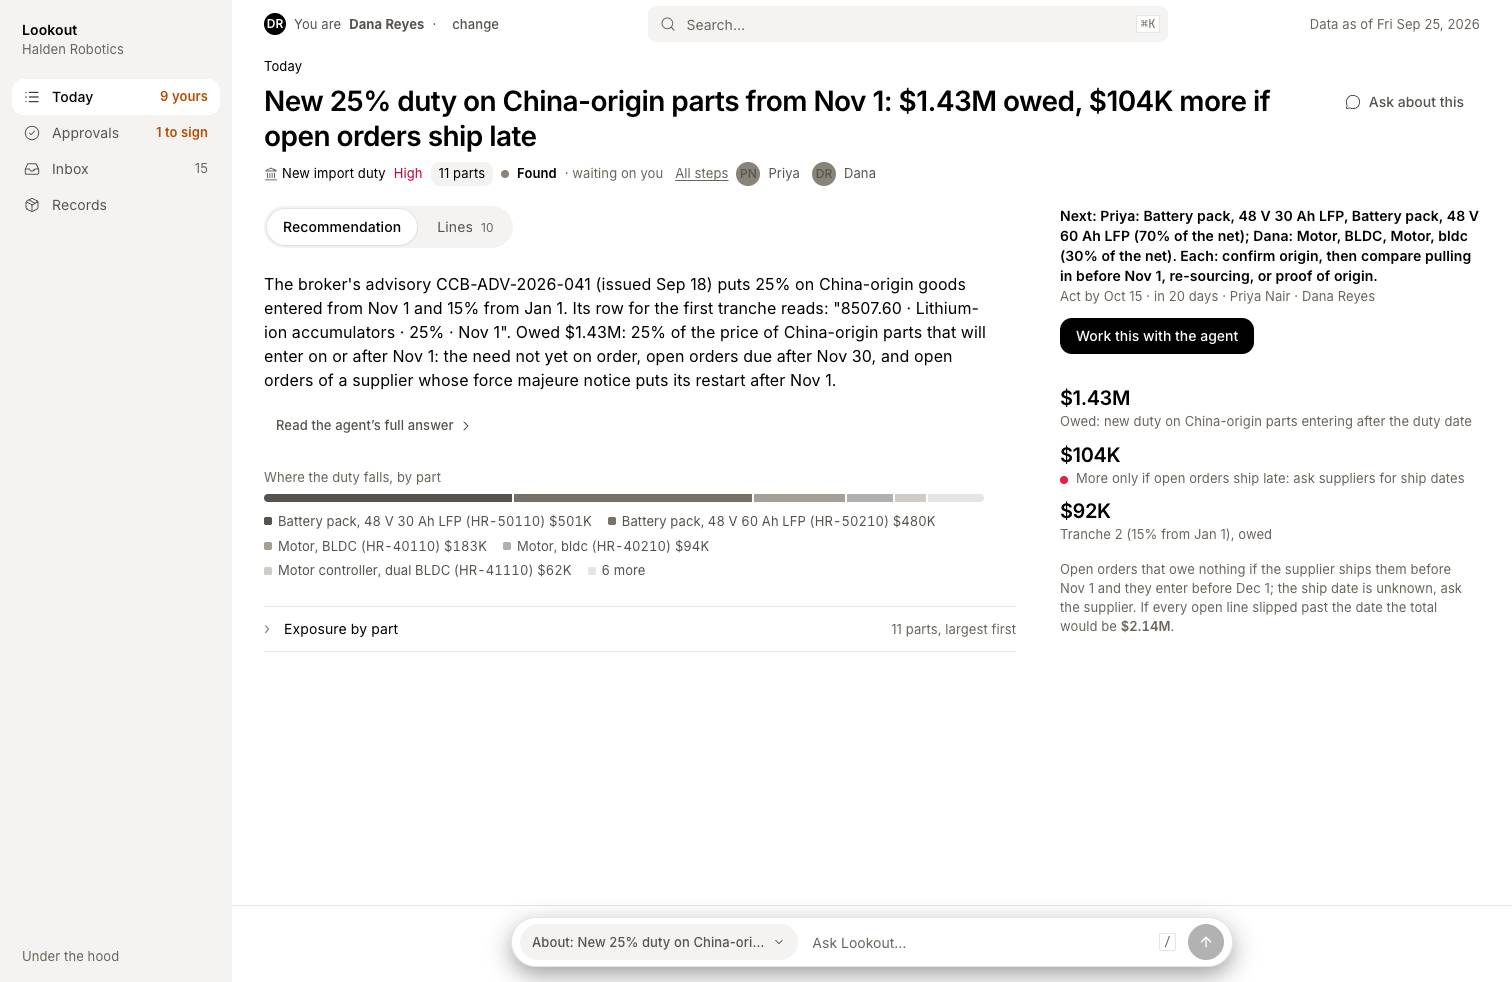 Lookout
Halden Robotics
Today 9 yours
Approvals 1 to sign
Inbox 15
Records
Under the hood
DR You are Dana Reyes · change
Search... ⌘K
Data as of Fri Sep 25, 2026
Today
New 25% duty on China-origin parts from Nov 1: $1.43M owed, $104K more if
open orders ship late
Ask about this
New import duty High 11 parts Found · waiting on you All steps PN Priya DR Dana
Recommendation Lines 10
The broker's advisory CCB-ADV-2026-041 (issued Sep 18) puts 25% on China-origin goods
entered from Nov 1 and 15% from Jan 1. Its row for the first tranche reads: "8507.60 · Lithium-
ion accumulators · 25% · Nov 1". Owed $1.43M: 25% of the price of China-origin parts that will
enter on or after Nov 1: the need not yet on order, open orders due after Nov 30, and open
orders of a supplier whose force majeure notice puts its restart after Nov 1.
Read the agent’s full answer
Where the duty falls, by part
Battery pack, 48 V 30 Ah LFP (HR-50110) $501K Battery pack, 48 V 60 Ah LFP (HR-50210) $480K
Motor, BLDC (HR-40110) $183K Motor, bldc (HR-40210) $94K
Motor controller, dual BLDC (HR-41110) $62K 6 more
Exposure by part 11 parts, largest first
Next: Priya: Battery pack, 48 V 30 Ah LFP, Battery pack, 48 V
60 Ah LFP (70% of the net); Dana: Motor, BLDC, Motor, bldc
(30% of the net). Each: confirm origin, then compare pulling
in before Nov 1, re-sourcing, or proof of origin.
Act by Oct 15 · in 20 days · Priya Nair · Dana Reyes
Work this with the agent
$1.43M
Owed: new duty on China-origin parts entering after the duty date
$104K
More only if open orders ship late: ask suppliers for ship dates
$92K
Tranche 2 (15% from Jan 1), owed
Open orders that owe nothing if the supplier ships them before
Nov 1 and they enter before Dec 1; the ship date is unknown, ask
the supplier. If every open line slipped past the date the total
would be $2.14M.
About: New 25% duty on China-ori... Ask Lookout... /